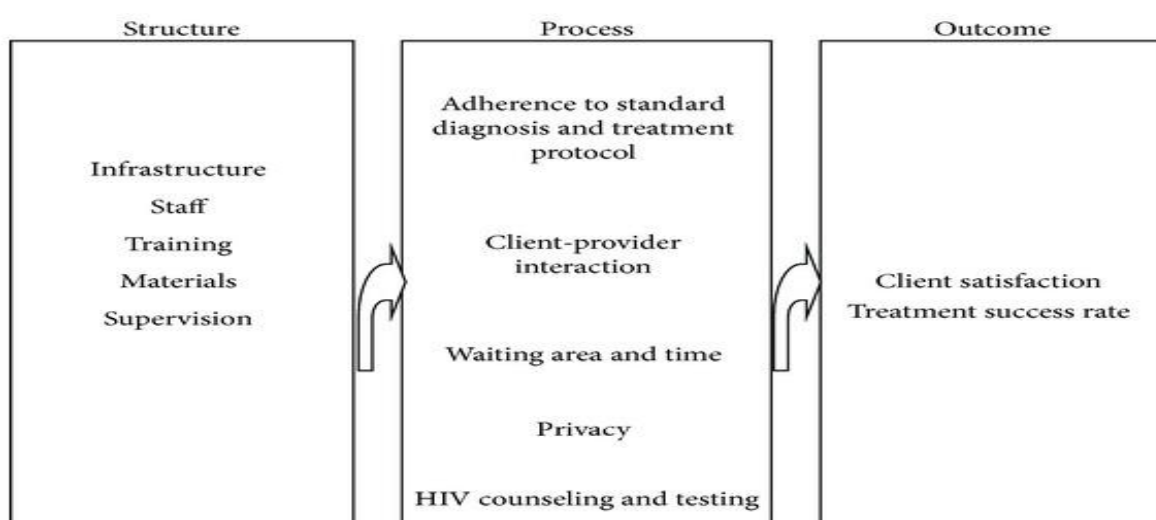 Structure
Infrastructure
Staff
Training
Materials
Supervision
Process
Adherence to standard
diagnosis and treatment
protocol
Client-provider
interaction
Waiting area and time
Privacy
HIV counseling and testing
Outcome
Client satisfaction
Treatment success rate